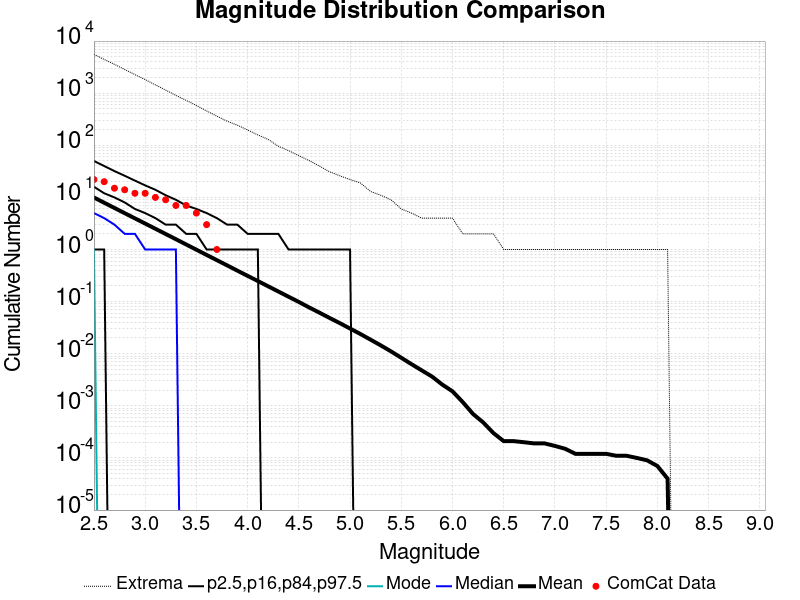 Magnitude Distribution Comparison
10^4
10^3
10^2
10^1
10^0
10^-1
10^-2
10^-3
10^-4
10^-5
Cumulative Number
2.5 3.0 3.5 4.0 4.5 5.0 5.5 6.0 6.5 7.0 7.5 8.0 8.5 9.0
Magnitude
Extrema p2.5,p16,p84,p97.5 Mode Median Mean ComCat Data